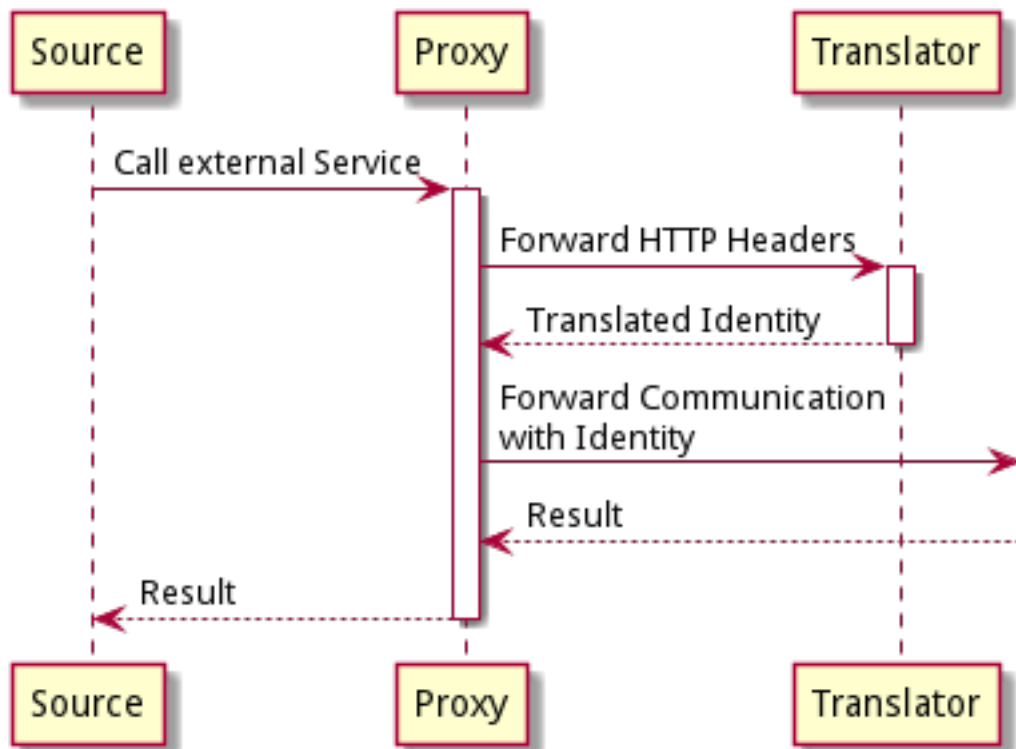 Source
Proxy
Translator
Call external Service
Forward HTTP Headers
Translated Identity
Forward Communication
with Identity
Result
Result
Source
Proxy
Translator